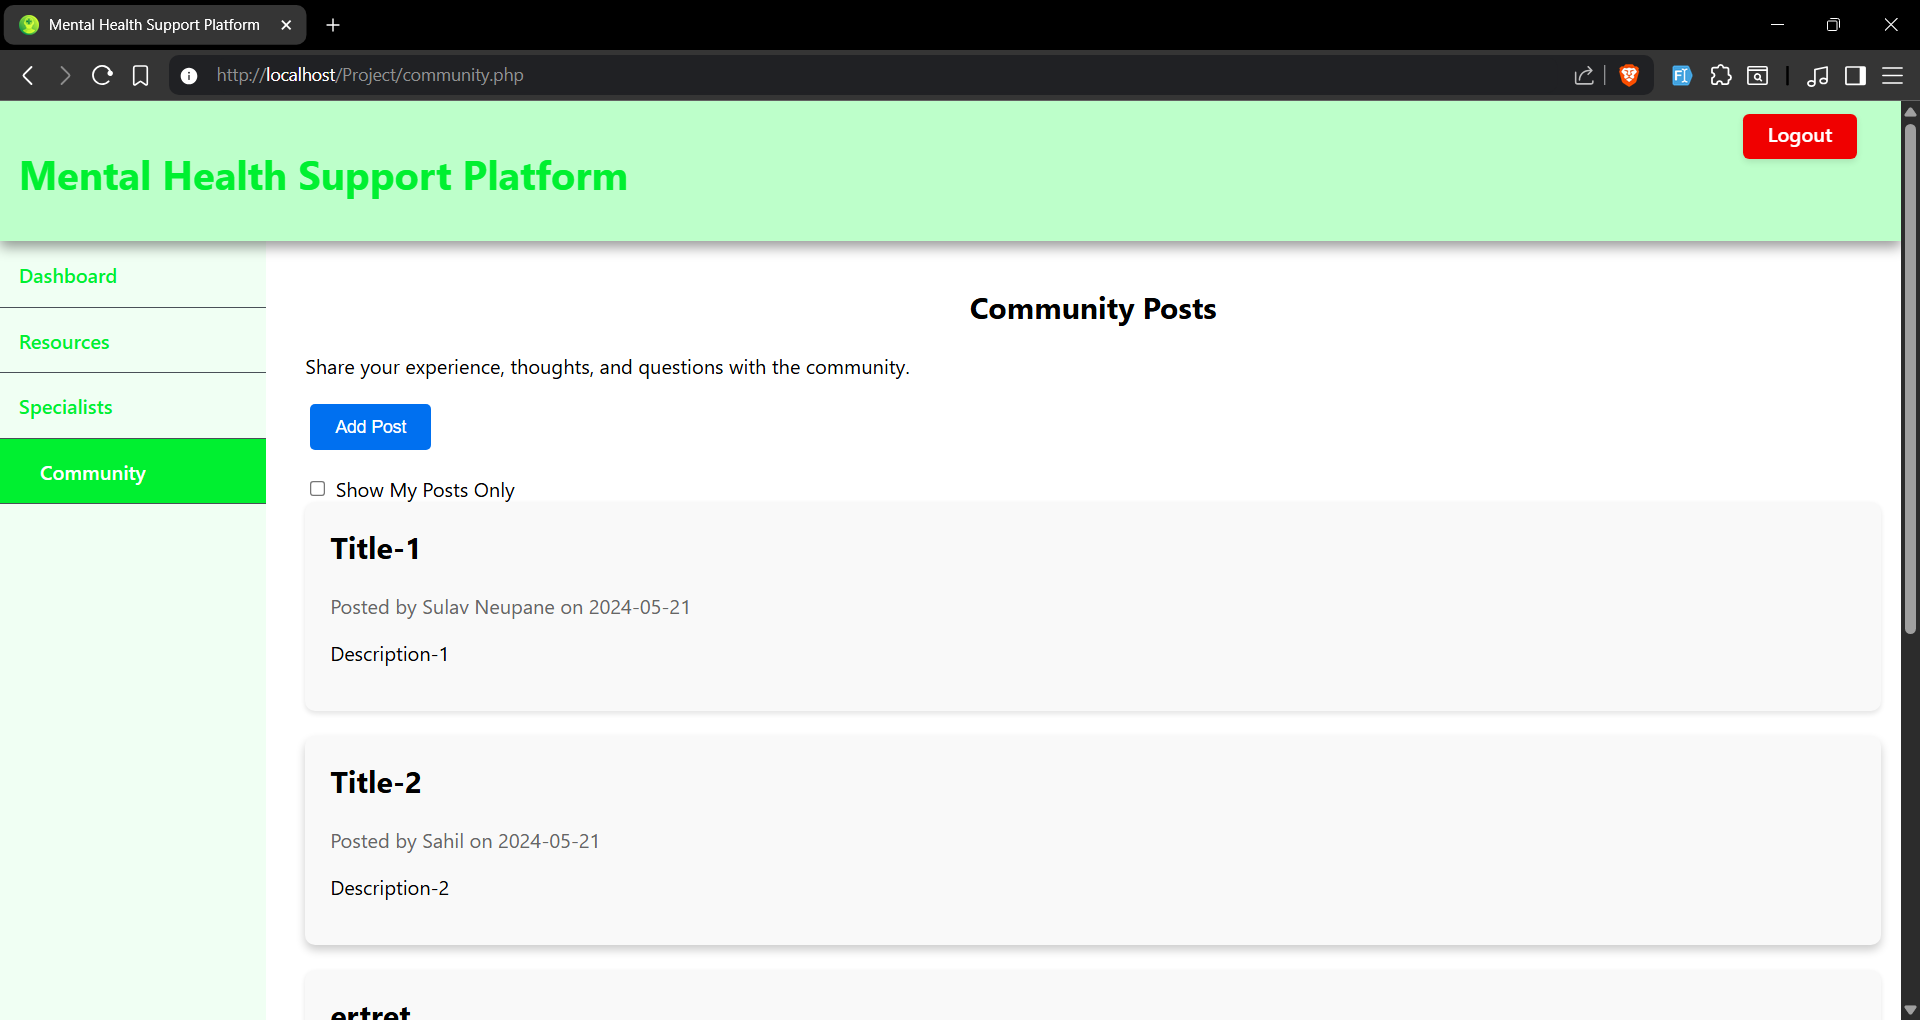 Mental Health Support Platform
http://localhost/Project/community.php
Logout
Mental Health Support Platform
Dashboard
Resources
Specialists
Community
Community Posts
Share your experience, thoughts, and questions with the community.
Add Post
Show My Posts Only
Title-1
Posted by Sulav Neupane on 2024-05-21
Description-1
Title-2
Posted by Sahil on 2024-05-21
Description-2
ertret